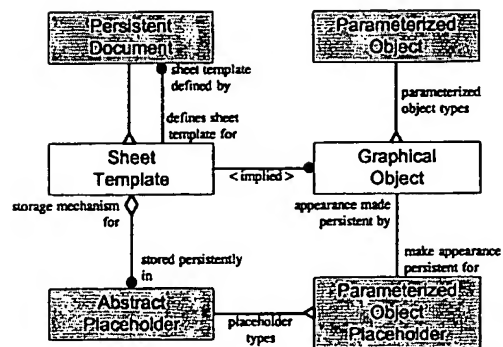 Persistent
Document
Parameterized
Object
sheet template
defined by
parameterized
object types
defines sheet
template for
Sheet
Template
< implied >
Graphical
Object
storage mechanism
for
appearance made
persistent by
stored persistently
in
make appearance
persistent for
Abstract
Placeholder
placeholder
types
Parameterized
Object
Placeholder